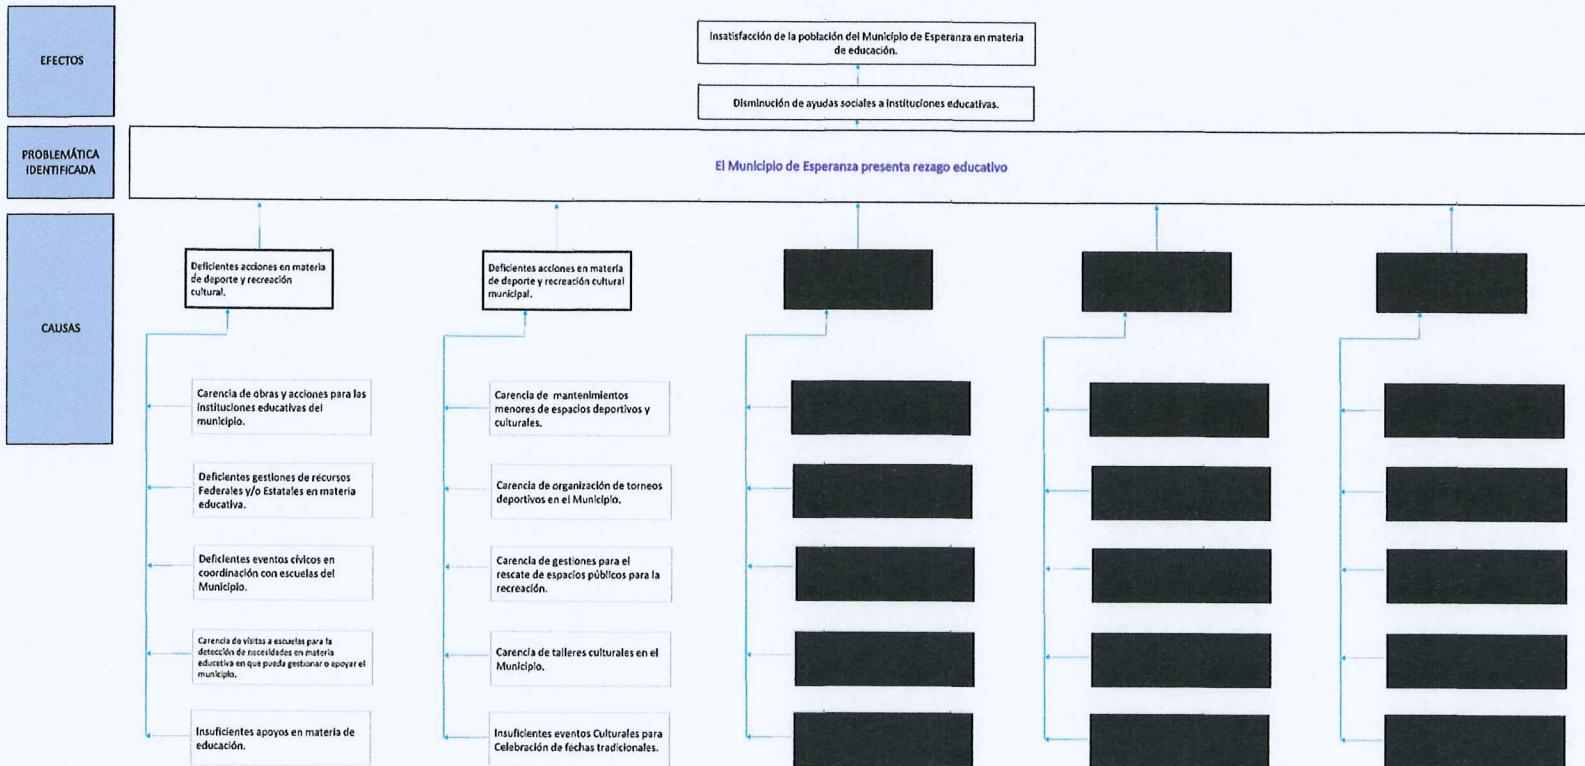 EFECTOS
Insatisfacción de la población del Municipio de Esperanza en materia
de educación.
Disminución de ayudas sociales a instituciones educativas.
PROBLEMÁTICA
IDENTIFICADA
El Municipio de Esperanza presenta rezago educativo
CAUSAS
Deficientes acciones en materia
de deporte y recreación
cultural.
Carencia de obras y acciones para las
instituciones educativas del
municipio.
Deficientes gestiones de recursos
Federales y/o Estatales en materia
educativa.
Deficientes eventos cívicos en
coordinación con escuelas del
Municipio.
Carencia de visitas a escuelas para la
detección de necesidades en materia
educativa en que pueda gestionar o apoyar el
municipio.
Insuficientes apoyos en materia de
educación.
Deficientes acciones en materia
de deporte y recreación cultural
municipal.
Carencia de mantenimientos
menores de espacios deportivos y
culturales.
Carencia de organización de torneos
deportivos en el Municipio.
Carencia de gestiones para el
rescate de espacios públicos para la
recreación.
Carencia de talleres culturales en el
Municipio.
Insuficientes eventos Culturales para
Celebración de fechas tradicionales.